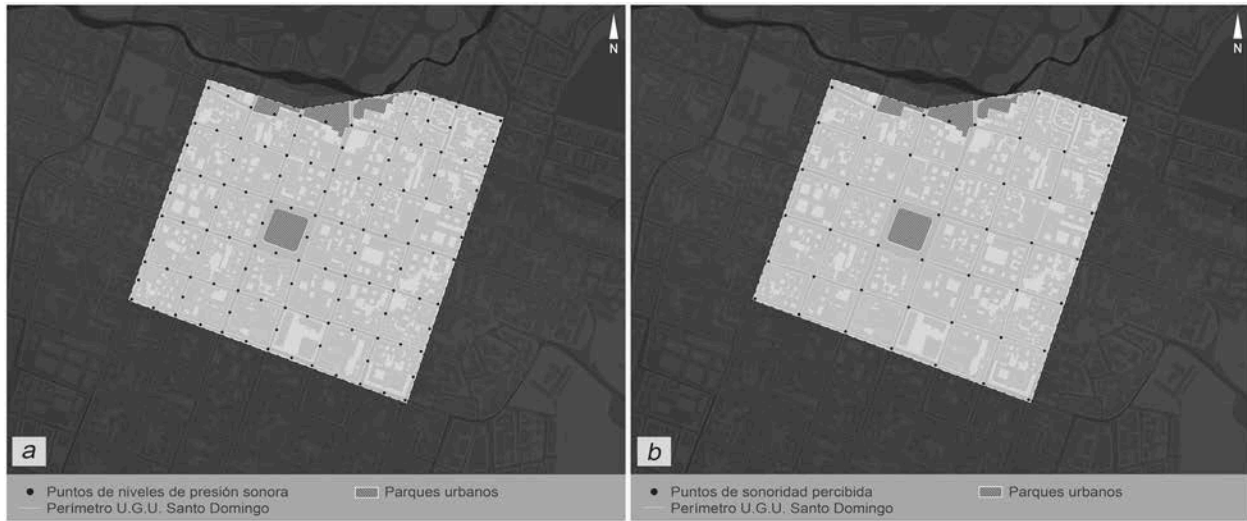 N
N
a
b
Puntos de niveles de presión sonora
Parques urbanos
Perímetro U.G.U. Santo Domingo
Puntos de sonoridad percibida
Parques urbanos
Perímetro U.G.U. Santo Domingo